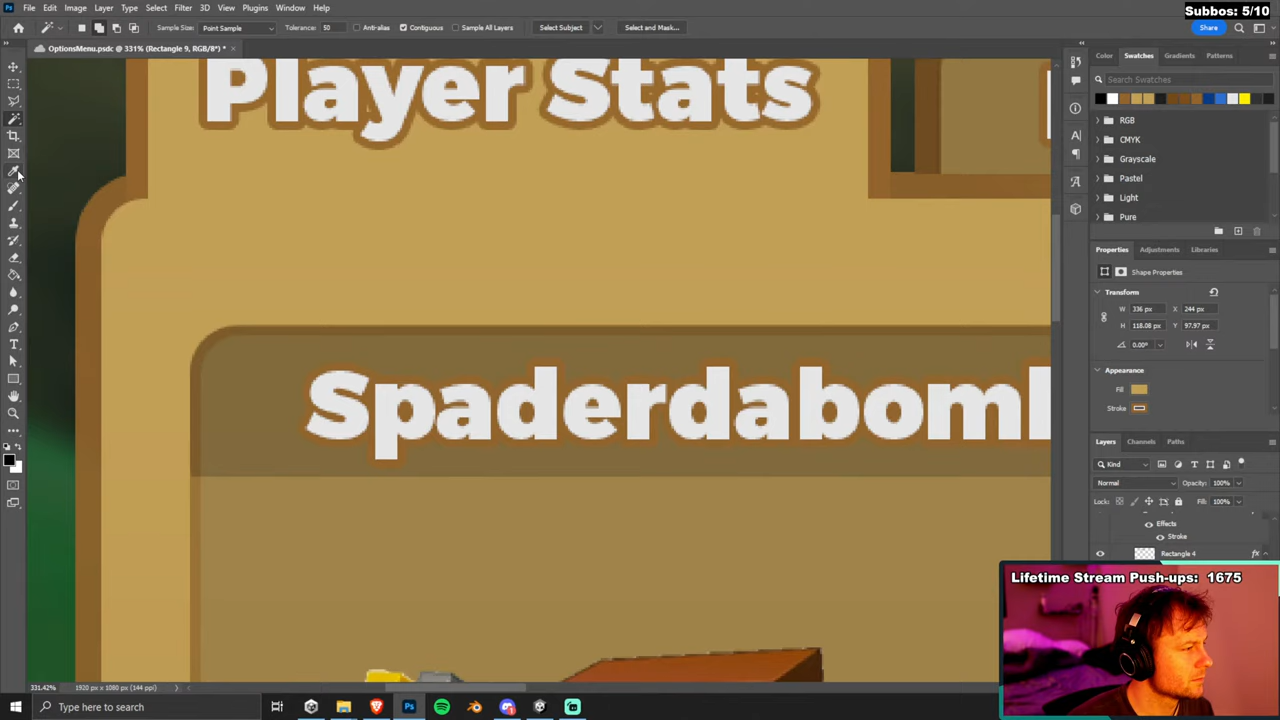 File Edit Image Layer Type Select Filter 3D View Plugins Window Help
Subbos: 5/10
Sample Size: Point Sample Tolerance: 50 Anti-alias Contiguous Sample All Layers Select Subject Select and Mask... Share
OptionsMenu.psdc @ 331% (Rectangle 9, RGB/8*) *
Color Swatches Gradients Patterns
Search Swatches
RGB
CMYK
Grayscale
Pastel
Light
Pure
Player Stats
Spaderdabomb
Properties Adjustments Libraries
Shape Properties
Transform
W 336 px X 244 px
H 118.08 px Y 97.97 px
0.00°
Appearance
Fill
Stroke
Layers Channels Paths
Kind
Normal Opacity: 100%
Lock: Fill: 100%
Effects
Stroke
Rectangle 4 fx
Lifetime Stream Push-ups: 1675
331.42% 1920 px x 1080 px (144 ppi)
Type here to search